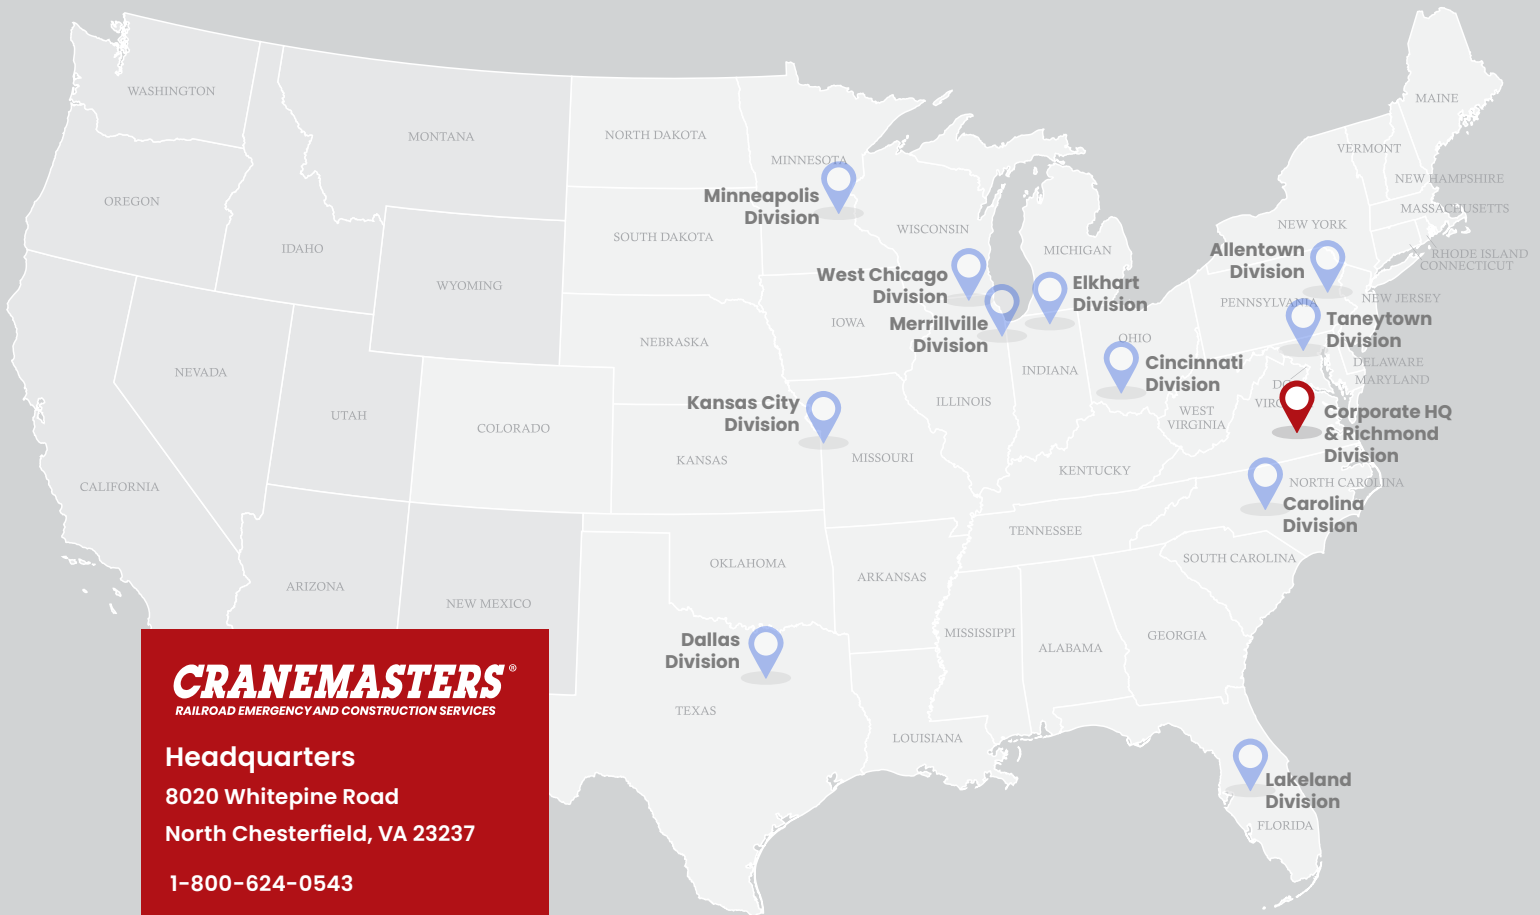 WASHINGTON
MONTANA
NORTH DAKOTA
MINNESOTA
MAINE
VERMONT
NEW HAMPSHIRE
MASSACHUSETTS
OREGON
IDAHO
WYOMING
SOUTH DAKOTA
Minneapolis
Division
WISCONSIN
MICHIGAN
NEW YORK
RHODE ISLAND
CONNECTICUT
Allentown
Division
West Chicago
Division
Elkhart
Division
PENNSYLVANIA
NEW JERSEY
Merrillville
Division
Taneytown
Division
IOWA
NEBRASKA
OHIO
NEVADA
UTAH
COLORADO
INDIANA
ILLINOIS
Cincinnati
Division
DELAWARE
MARYLAND
Kansas City
Division
WEST
VIRGINIA
Corporate HQ
& Richmond
Division
KANSAS
MISSOURI
KENTUCKY
CALIFORNIA
NORTH CAROLINA
Carolina
Division
TENNESSEE
SOUTH CAROLINA
OKLAHOMA
ARKANSAS
ARIZONA
NEW MEXICO
MISSISSIPPI
ALABAMA
GEORGIA
Dallas
Division
TEXAS
LOUISIANA
Lakeland
Division
FLORIDA
CRANEMASTERS®
RAILROAD EMERGENCY AND CONSTRUCTION SERVICES
Headquarters
8020 Whitepine Road
North Chesterfield, VA 23237
1-800-624-0543